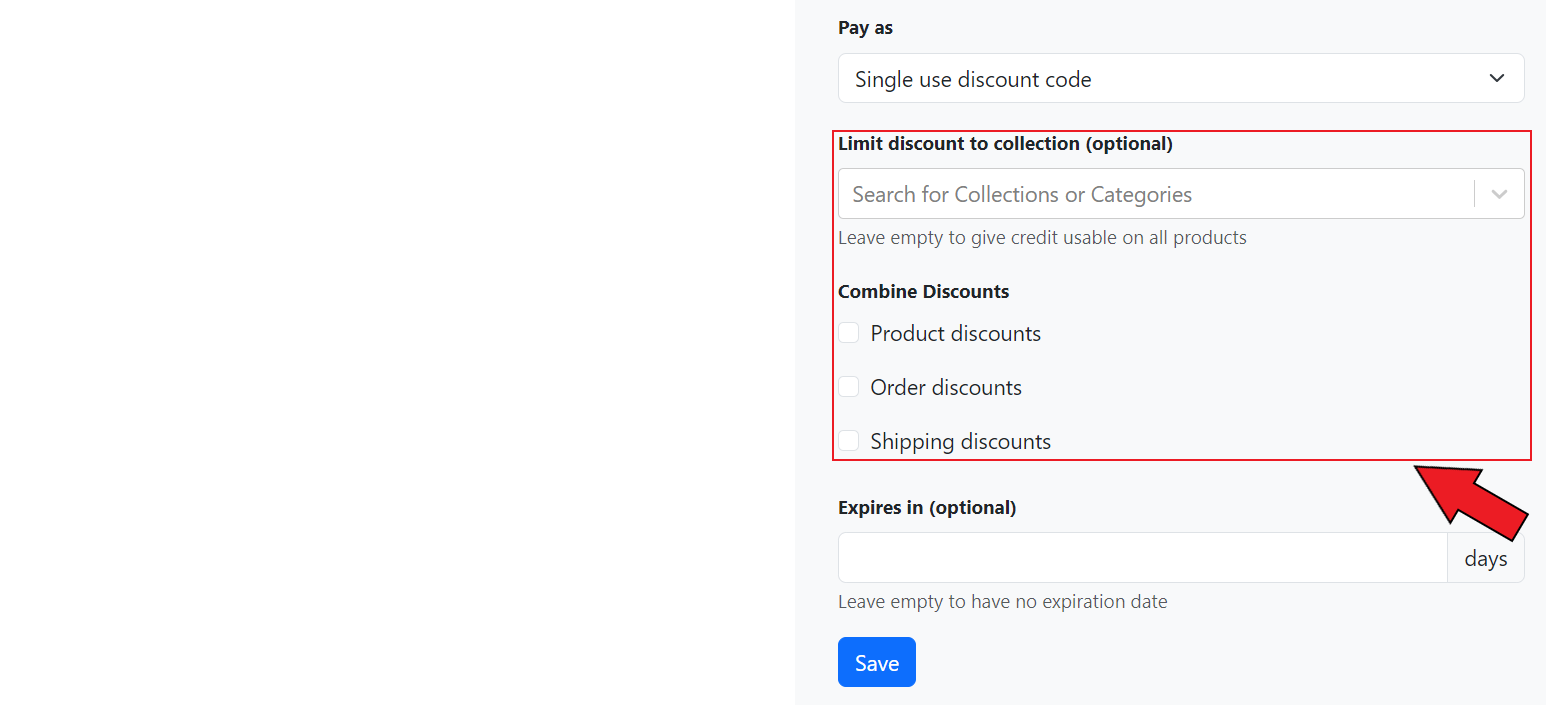 Pay as
Single use discount code
Limit discount to collection (optional)
Search for Collections or Categories
Leave empty to give credit usable on all products
Combine Discounts
Product discounts
Order discounts
Shipping discounts
Expires in (optional)
days
Leave empty to have no expiration date
Save